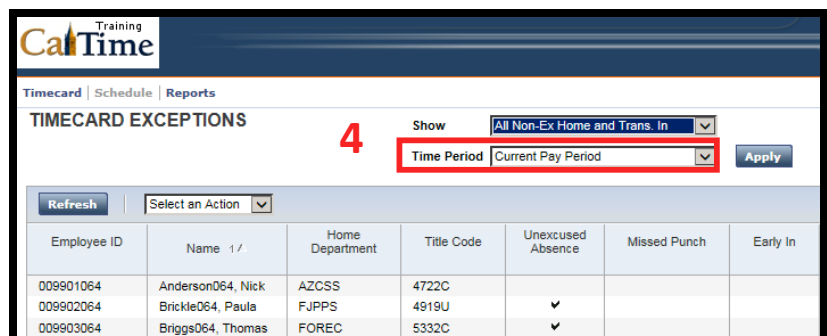 Training
CalTime
Timecard | Schedule | Reports
TIMECARD EXCEPTIONS
4
Show All Non-Ex Home and Trans. In
Time Period Current Pay Period Apply
Refresh | Select an Action
Employee ID Name 1/ Home Department Title Code Unexcused Absence Missed Punch Early In
009901064 Anderson064, Nick AZCSS 4722C
009902064 Brickle064, Paula FJPPS 4919U ✔
009903064 Briggs064, Thomas FOREC 5332C ✔